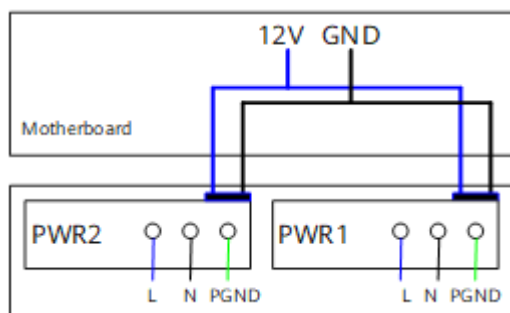 12V GND
Motherboard
PWR2 PWR1
L N PGND L N PGND